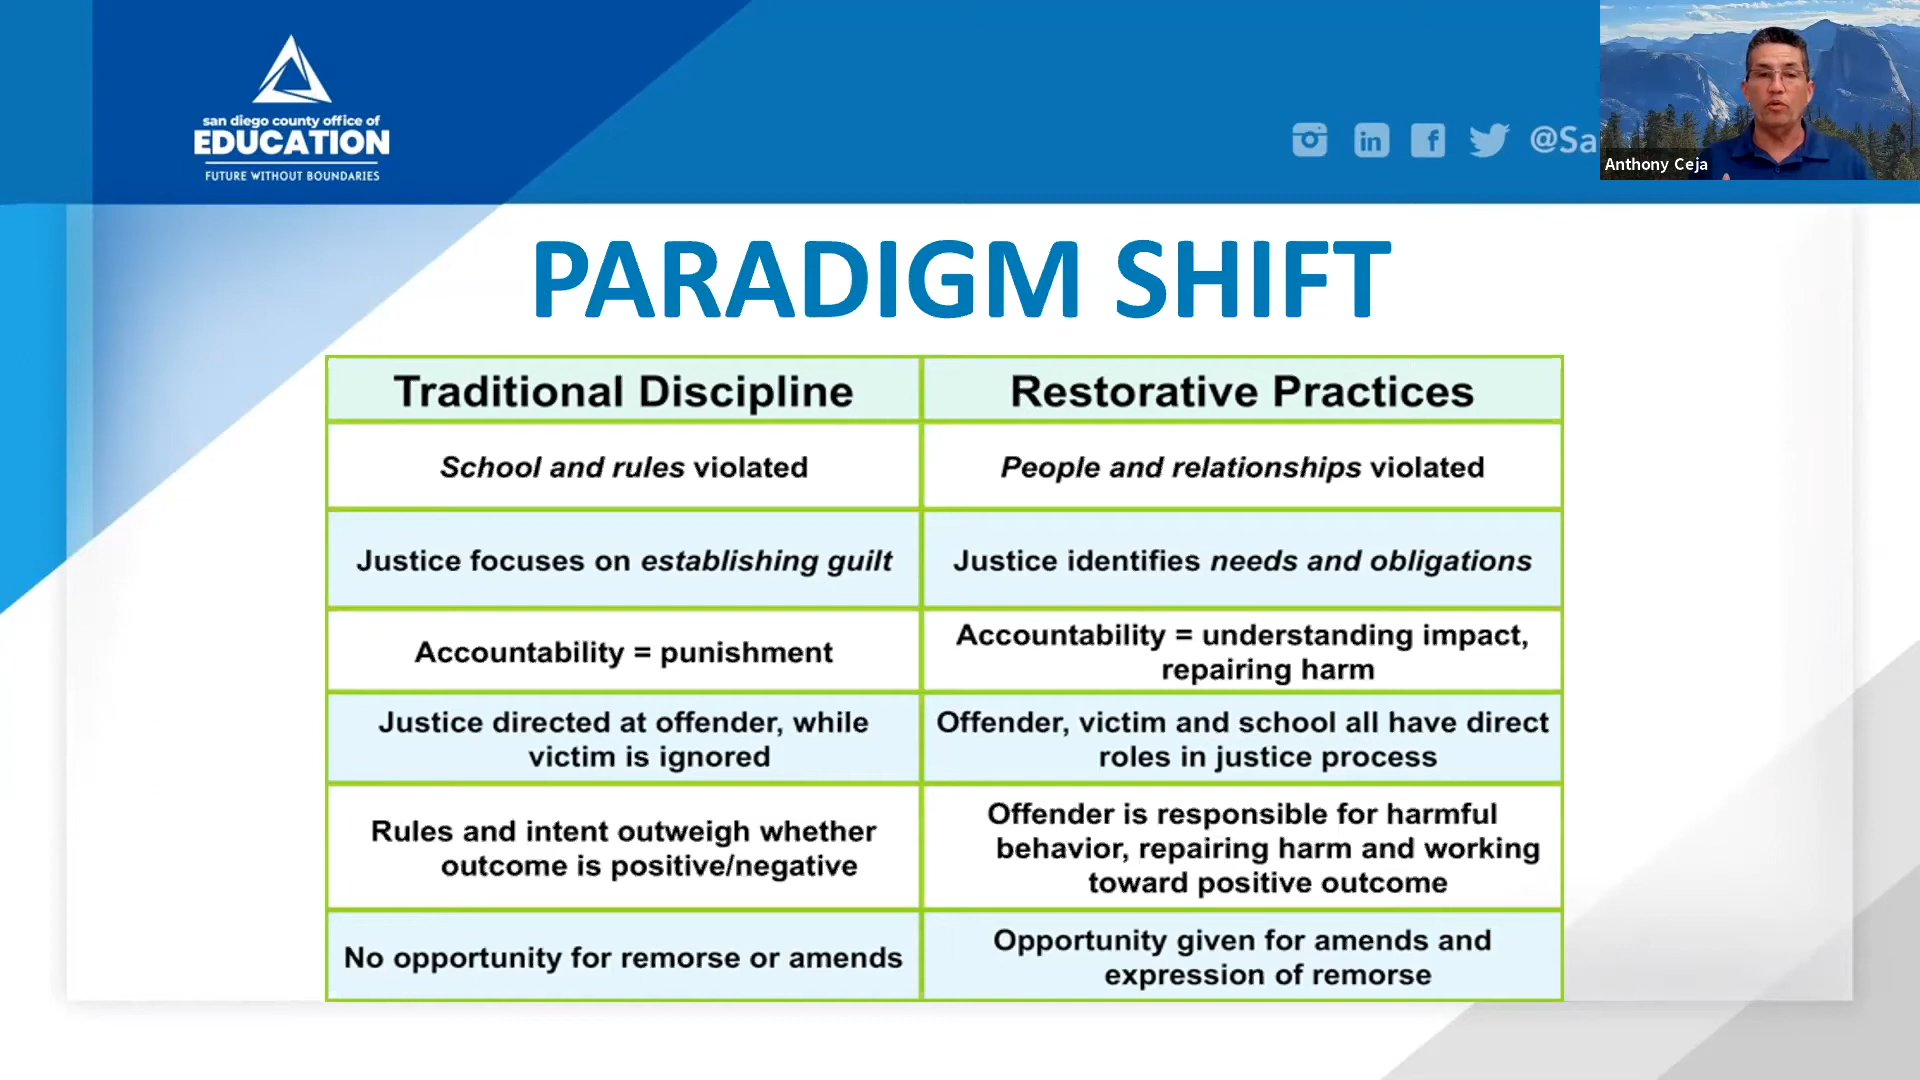 san diego county office of
EDUCATION
FUTURE WITHOUT BOUNDARIES
in f @Sa
Anthony Ceja
PARADIGM SHIFT
Traditional Discipline
Restorative Practices
School and rules violated
People and relationships violated
Justice focuses on establishing guilt
Justice identifies needs and obligations
Accountability = punishment
Accountability = understanding impact,
repairing harm
Justice directed at offender, while
victim is ignored
Offender, victim and school all have direct
roles in justice process
Rules and intent outweigh whether
outcome is positive/negative
Offender is responsible for harmful
behavior, repairing harm and working
toward positive outcome
No opportunity for remorse or amends
Opportunity given for amends and
expression of remorse